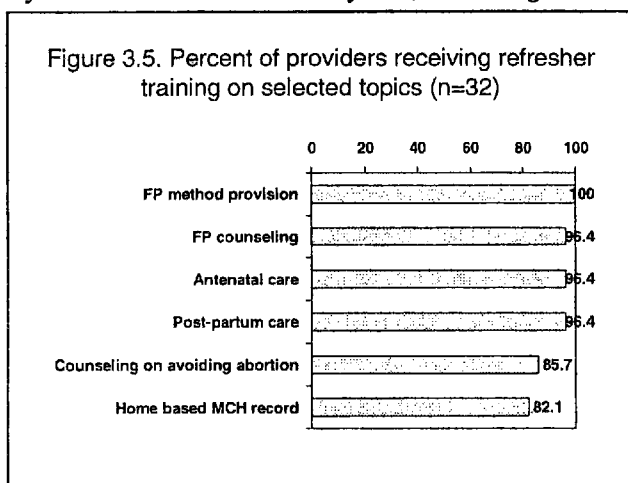 Figure 3.5. Percent of providers receiving refresher
training on selected topics (n=32)
0 20 40 60 80 100
FP method provision 100
FP counseling 96.4
Antenatal care 96.4
Post-partum care 96.4
Counseling on avoiding abortion 85.7
Home based MCH record 82.1